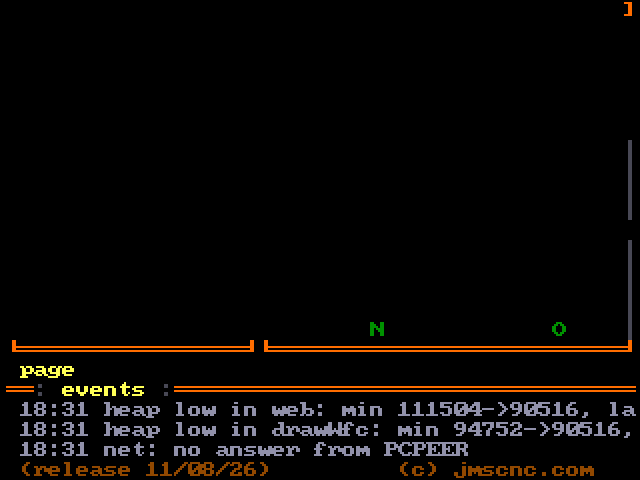 ]
N O
page
: events :
18:31 heap low in web: min 111504->90516, la
18:31 heap low in drawWfc: min 94752->90516,
18:31 net: no answer from PCPEER
(release 11/08/26) (c) jmscnc.com